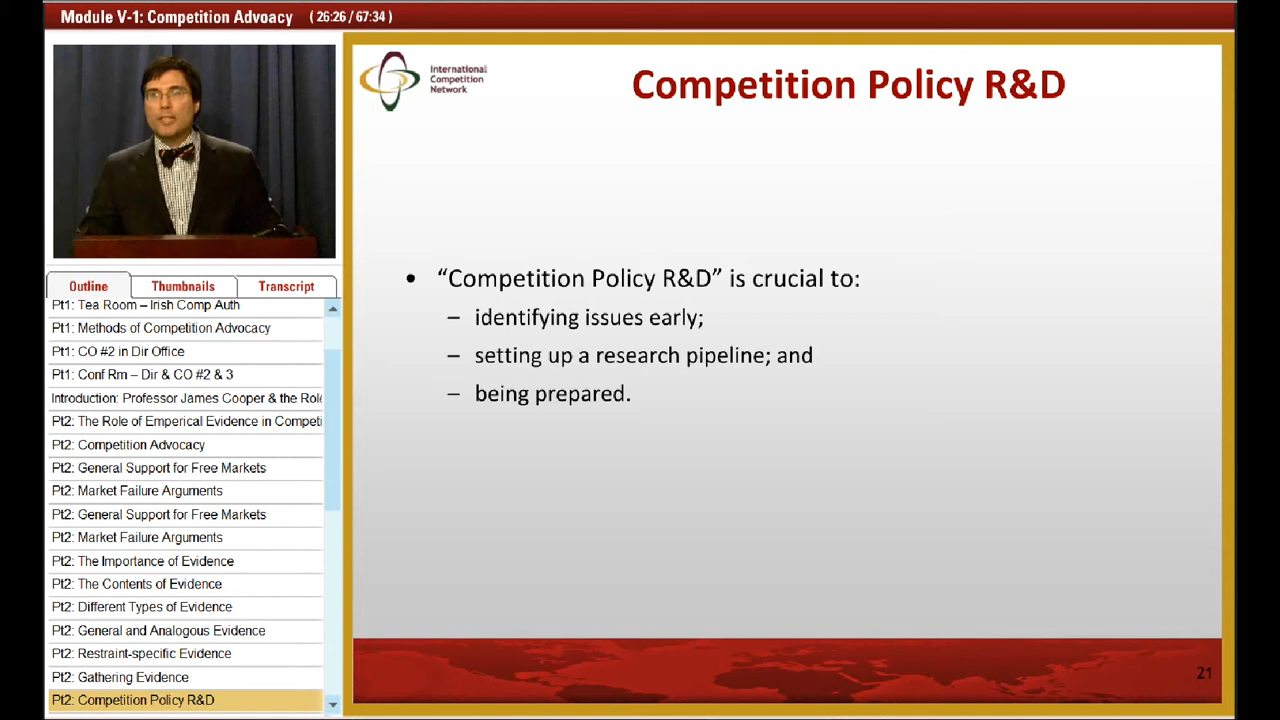 Module V-1: Competition Advoacy ( 26:26 / 67:34 )
International
Competition
Network
Competition Policy R&D
• “Competition Policy R&D” is crucial to:
– identifying issues early;
– setting up a research pipeline; and
– being prepared.
21
Outline Thumbnails Transcript
Pt1: Tea Room – Irish Comp Auth
Pt1: Methods of Competition Advocacy
Pt1: CO #2 in Dir Office
Pt1: Conf Rm – Dir & CO #2 & 3
Introduction: Professor James Cooper & the Role
Pt2: The Role of Emperical Evidence in Competi
Pt2: Competition Advocacy
Pt2: General Support for Free Markets
Pt2: Market Failure Arguments
Pt2: General Support for Free Markets
Pt2: Market Failure Arguments
Pt2: The Importance of Evidence
Pt2: The Contents of Evidence
Pt2: Different Types of Evidence
Pt2: General and Analogous Evidence
Pt2: Restraint-specific Evidence
Pt2: Gathering Evidence
Pt2: Competition Policy R&D